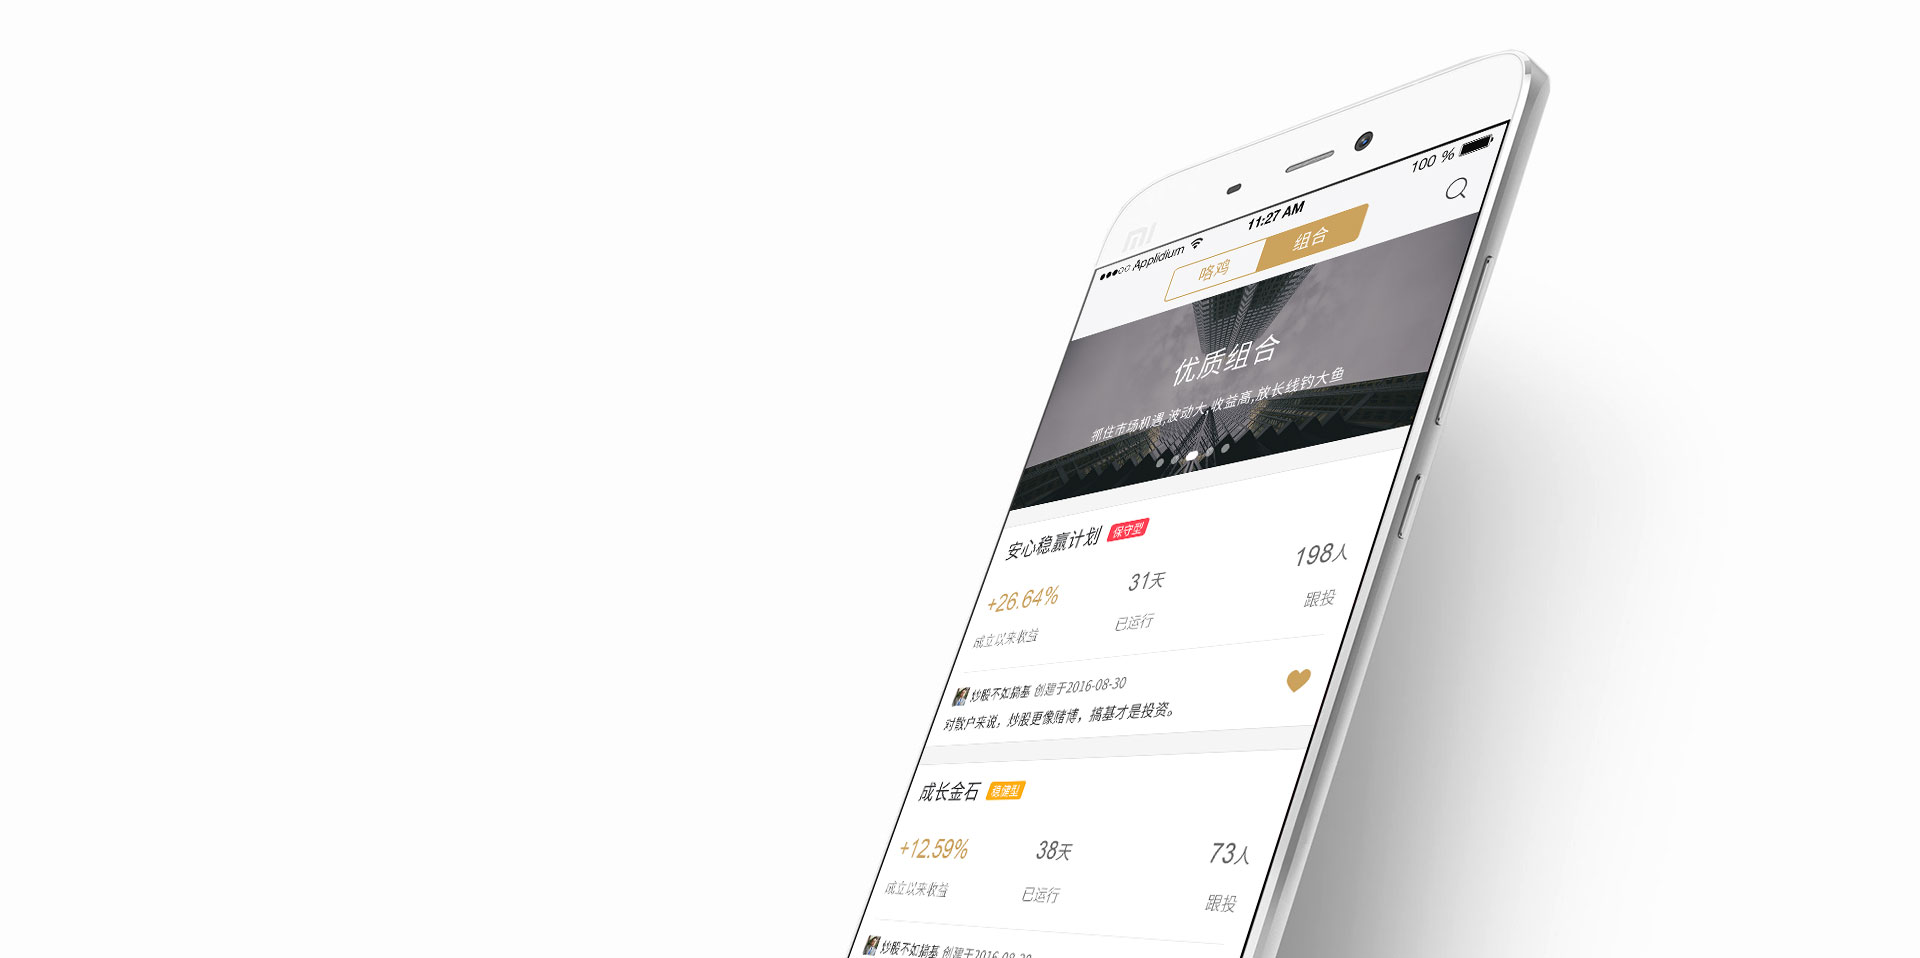 MI
100 %
11:27 AM
Applidium
咯鸡
组合
优质组合
抓住市场机遇,波动大,收益高,放长线钓大鱼
安心稳赢计划 保守型
+26.64% 31天 198人
成立以来收益 已运行 跟投
炒股不如搞基 创建于2016-08-30
对散户来说，炒股更像赌博，搞基才是投资。
成长金石 稳健型
+12.59% 38天 73人
成立以来收益 已运行 跟投
炒股不如搞基 创建于2016-08-30